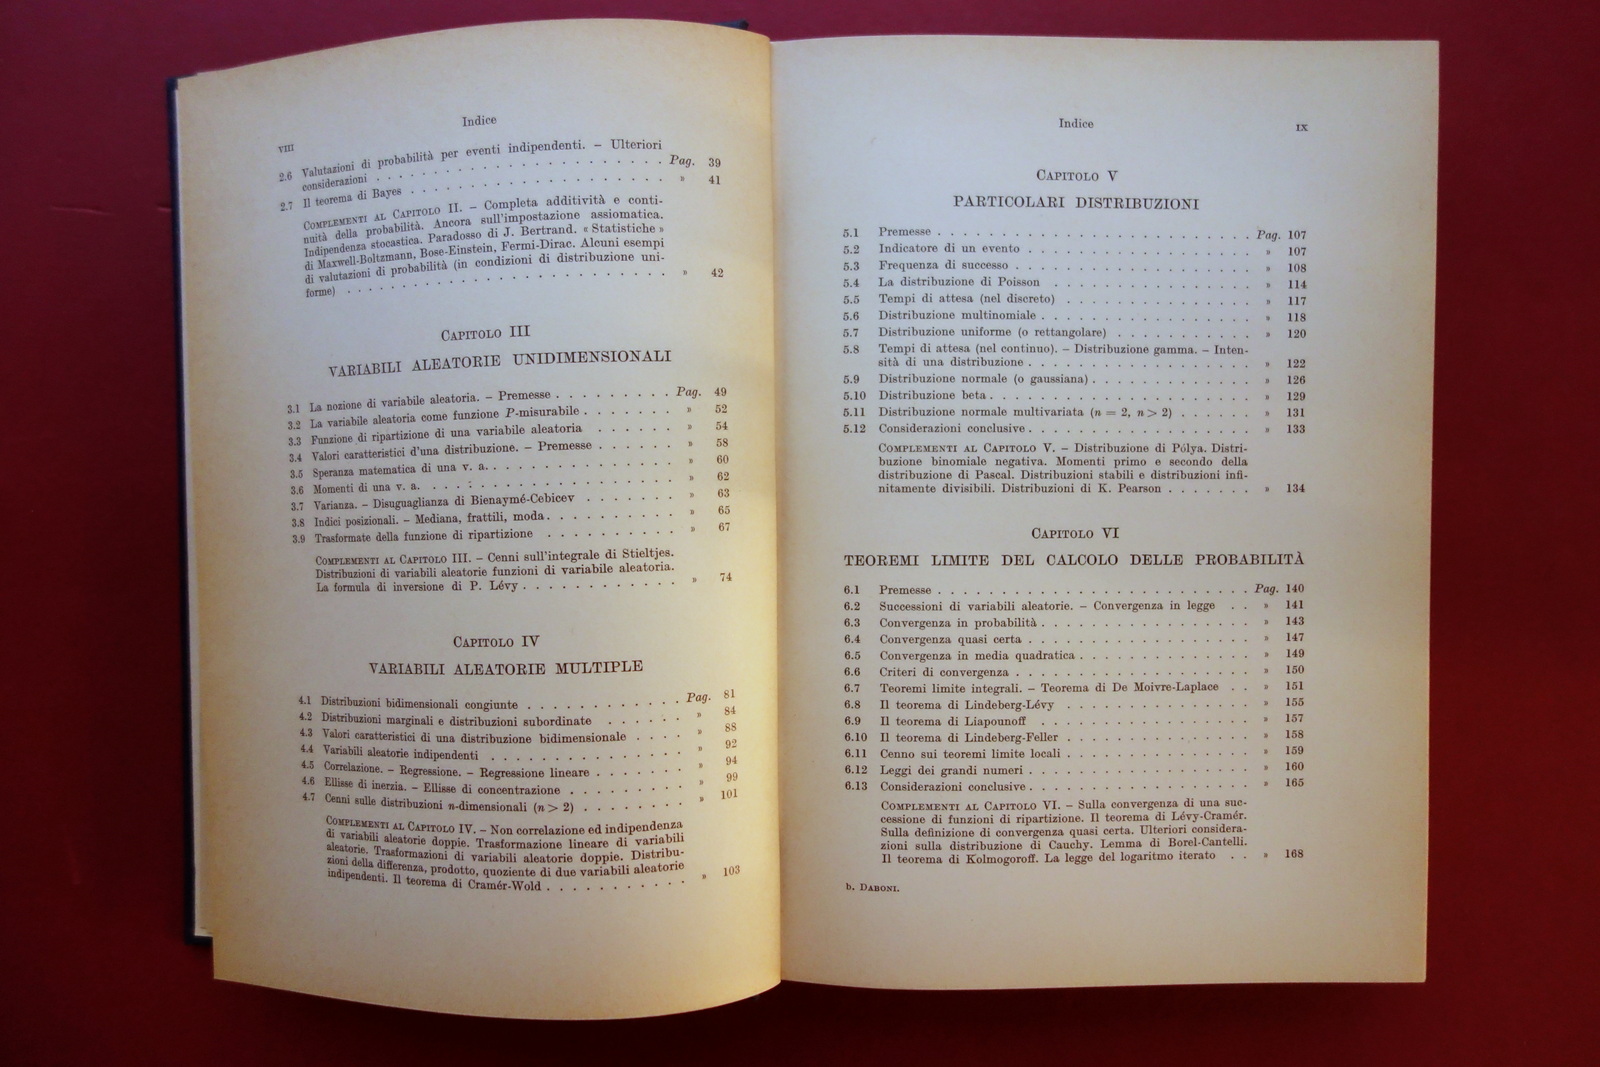 Indice
VIII
2.6 Valutazioni di probabilità per eventi indipendenti. – Ulteriori
considerazioni . . . . . . . . . . . . . . . . . . . . Pag. 39
2.7 Il teorema di Bayes . . . . . . . . . . . . . . . . . . » 41
COMPLEMENTI AL CAPITOLO II. – Completa additività e conti-
nuità della probabilità. Ancora sull'impostazione assiomatica.
Indipendenza stocastica. Paradosso di J. Bertrand. « Statistiche »
di Maxwell-Boltzmann, Bose-Einstein, Fermi-Dirac. Alcuni esempi
di valutazioni di probabilità (in condizioni di distribuzione uni-
forme) . . . . . . . . . . . . . . . . . . . . . . . » 42
CAPITOLO III
VARIABILI ALEATORIE UNIDIMENSIONALI
3.1 La nozione di variabile aleatoria. – Premesse . . . . . . . . . Pag. 49
3.2 La variabile aleatoria come funzione P-misurabile . . . . . . . » 52
3.3 Funzione di ripartizione di una variabile aleatoria . . . . . . » 54
3.4 Valori caratteristici d'una distribuzione. – Premesse . . . . . . » 58
3.5 Speranza matematica di una v. a. . . . . . . . . . . . . . . » 60
3.6 Momenti di una v. a. . . . . . . . . . . . . . . . . . . » 62
3.7 Varianza. – Disuguaglianza di Bienaymé-Cebicev . . . . . . . » 63
3.8 Indici posizionali. – Mediana, frattili, moda . . . . . . . . . . » 65
3.9 Trasformate della funzione di ripartizione . . . . . . . . . . » 67
COMPLEMENTI AL CAPITOLO III. – Cenni sull'integrale di Stieltjes.
Distribuzioni di variabili aleatorie funzioni di variabile aleatoria.
La formula di inversione di P. Lévy . . . . . . . . . . . . » 74
CAPITOLO IV
VARIABILI ALEATORIE MULTIPLE
4.1 Distribuzioni bidimensionali congiunte . . . . . . . . . . . . Pag. 81
4.2 Distribuzioni marginali e distribuzioni subordinate . . . . . . » 84
4.3 Valori caratteristici di una distribuzione bidimensionale . . . . » 88
4.4 Variabili aleatorie indipendenti . . . . . . . . . . . . . . » 92
4.5 Correlazione. – Regressione. – Regressione lineare . . . . . . . » 94
4.6 Ellisse di inerzia. – Ellisse di concentrazione . . . . . . . . . » 99
4.7 Cenni sulle distribuzioni n-dimensionali (n > 2) . . . . . . . . » 101
COMPLEMENTI AL CAPITOLO IV. – Non correlazione ed indipendenza
di variabili aleatorie doppie. Trasformazione lineare di variabili
aleatorie. Trasformazioni di variabili aleatorie doppie. Distribu-
zioni della differenza, prodotto, quoziente di due variabili aleatorie
indipendenti. Il teorema di Cramér-Wold . . . . . . . . . . . » 103
Indice
IX
CAPITOLO V
PARTICOLARI DISTRIBUZIONI
5.1 Premesse . . . . . . . . . . . . . . . . . . . . . . . . Pag. 107
5.2 Indicatore di un evento . . . . . . . . . . . . . . . . . . » 107
5.3 Frequenza di successo . . . . . . . . . . . . . . . . . . . » 108
5.4 La distribuzione di Poisson . . . . . . . . . . . . . . . . » 114
5.5 Tempi di attesa (nel discreto) . . . . . . . . . . . . . . . » 117
5.6 Distribuzione multinomiale . . . . . . . . . . . . . . . . . » 118
5.7 Distribuzione uniforme (o rettangolare) . . . . . . . . . . . » 120
5.8 Tempi di attesa (nel continuo). – Distribuzione gamma. – Inten-
sità di una distribuzione . . . . . . . . . . . . . . . . . . » 122
5.9 Distribuzione normale (o gaussiana) . . . . . . . . . . . . . » 126
5.10 Distribuzione beta . . . . . . . . . . . . . . . . . . . . . » 129
5.11 Distribuzione normale multivariata (n = 2, n > 2) . . . . . . » 131
5.12 Considerazioni conclusive . . . . . . . . . . . . . . . . . . » 133
COMPLEMENTI AL CAPITOLO V. – Distribuzione di Pólya. Distri-
buzione binomiale negativa. Momenti primo e secondo della
distribuzione di Pascal. Distribuzioni stabili e distribuzioni infi-
nitamente divisibili. Distribuzioni di K. Pearson . . . . . . . » 134
CAPITOLO VI
TEOREMI LIMITE DEL CALCOLO DELLE PROBABILITÀ
6.1 Premesse . . . . . . . . . . . . . . . . . . . . . . . . Pag. 140
6.2 Successioni di variabili aleatorie. – Convergenza in legge . . » 141
6.3 Convergenza in probabilità . . . . . . . . . . . . . . . . . » 143
6.4 Convergenza quasi certa . . . . . . . . . . . . . . . . . . » 147
6.5 Convergenza in media quadratica . . . . . . . . . . . . . . » 149
6.6 Criteri di convergenza . . . . . . . . . . . . . . . . . . . » 150
6.7 Teoremi limite integrali. – Teorema di De Moivre-Laplace . . » 151
6.8 Il teorema di Lindeberg-Lévy . . . . . . . . . . . . . . . » 155
6.9 Il teorema di Liapounoff . . . . . . . . . . . . . . . . . » 157
6.10 Il teorema di Lindeberg-Feller . . . . . . . . . . . . . . . » 158
6.11 Cenno sui teoremi limite locali . . . . . . . . . . . . . . . » 159
6.12 Leggi dei grandi numeri . . . . . . . . . . . . . . . . . . » 160
6.13 Considerazioni conclusive . . . . . . . . . . . . . . . . . . » 165
COMPLEMENTI AL CAPITOLO VI. – Sulla convergenza di una suc-
cessione di funzioni di ripartizione. Il teorema di Lévy-Cramér.
Sulla definizione di convergenza quasi certa. Ulteriori considera-
zioni sulla distribuzione di Cauchy. Lemma di Borel-Cantelli.
Il teorema di Kolmogoroff. La legge del logaritmo iterato . . » 168
b. DABONI.